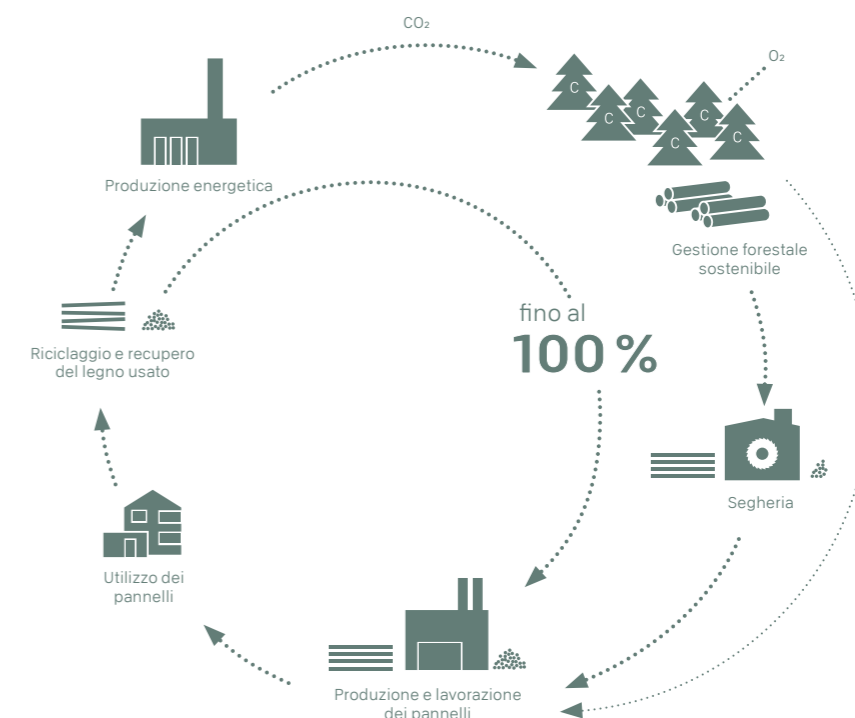 CO₂
O₂
C
C
C
C
C
C
Produzione energetica
Gestione forestale
sostenibile
fino al
100 %
Riciclaggio e recupero
del legno usato
Segheria
Utilizzo dei
pannelli
Produzione e lavorazione
dei pannelli